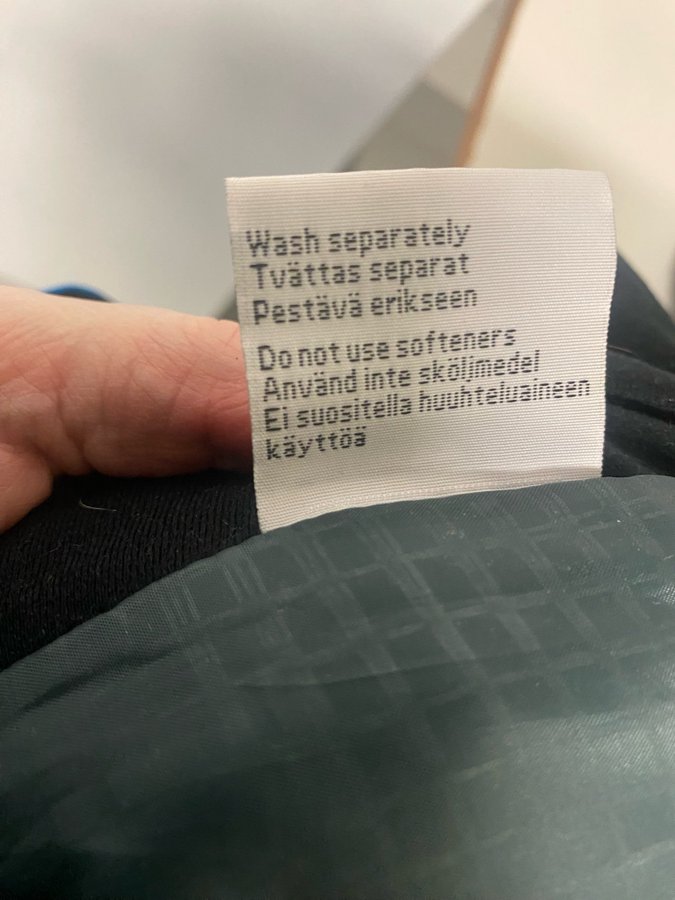 Wash separately
Tvättas separat
Pestävä erikseen
Do not use softeners
Använd inte sköljmedel
Ei suositella huuhteluaineen
käyttöä